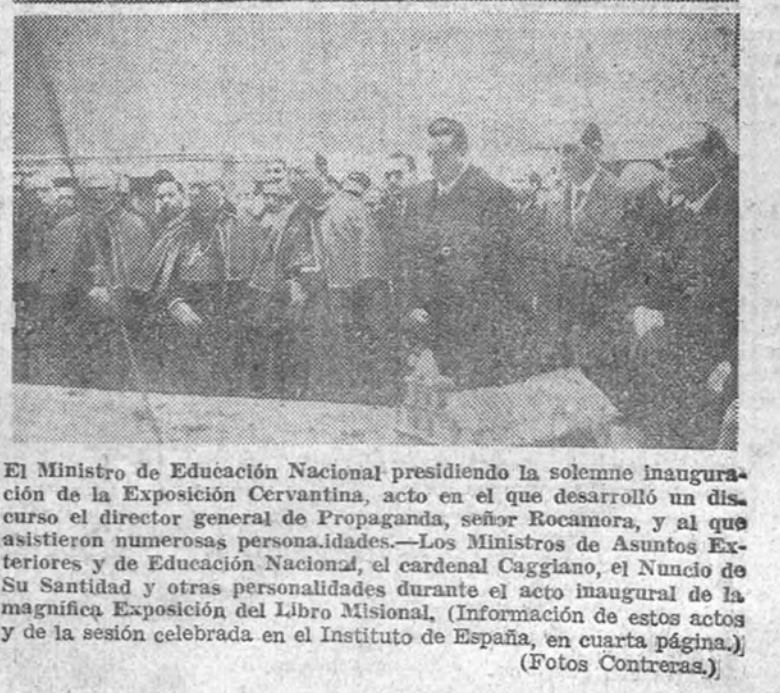 El Ministro de Educación Nacional presidiendo la solemne inaugura-
ción de la Exposición Cervantina, acto en el que desarrolló un dis-
curso el director general de Propaganda, señor Rocamora, y al que
asistieron numerosas persona.idades.—Los Ministros de Asuntos Ex-
teriores y de Educación Nacional, el cardenal Caggiano, el Nuncio de
Su Santidad y otras personalidades durante el acto inaugural de la
magnífica Exposición del Libro Misional. (Información de estos actos
y de la sesión celebrada en el Instituto de España, en cuarta página.)
(Fotos Contreras.)